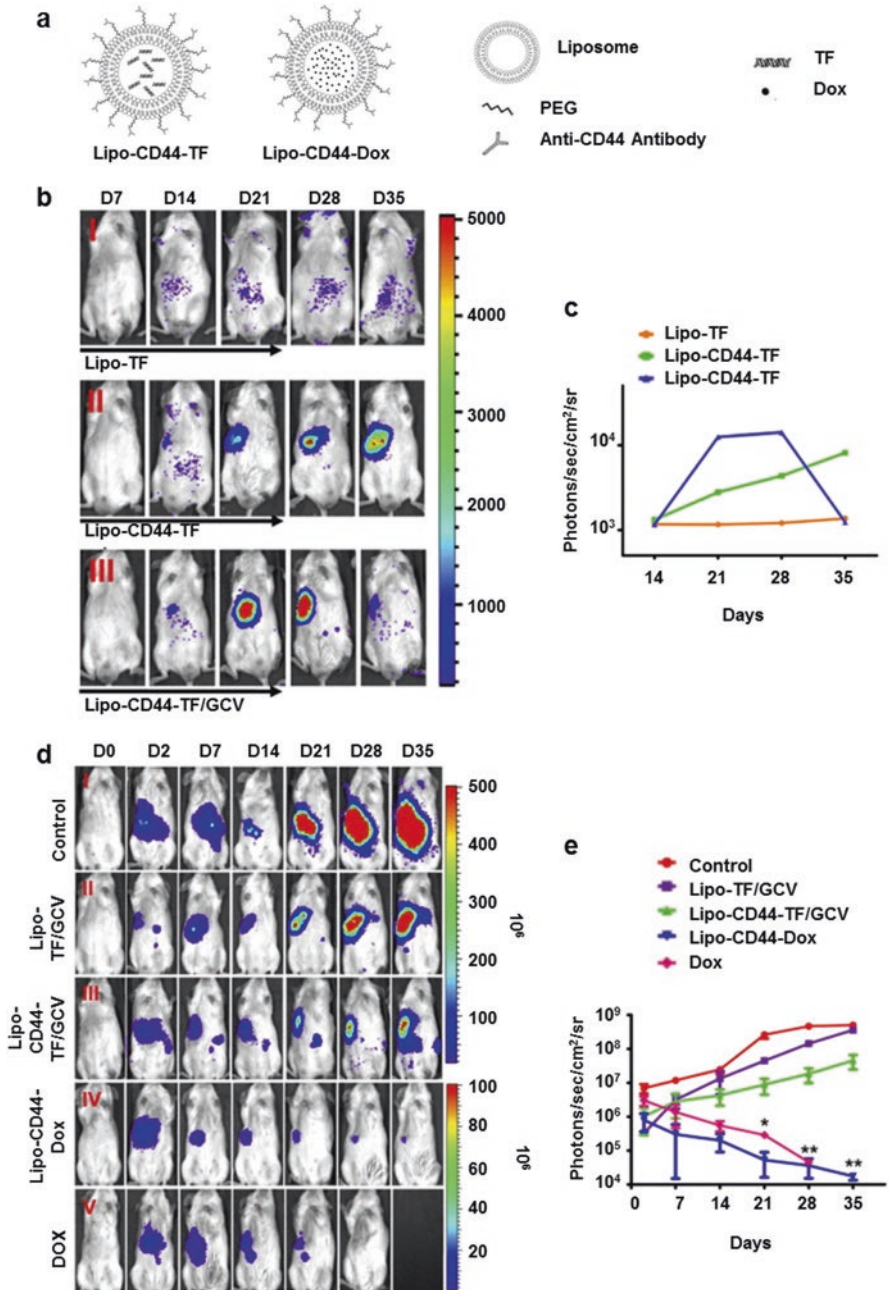 a
Lipo-CD44-TF
Lipo-CD44-Dox
Liposome
PEG
Anti-CD44 Antibody
TF
Dox
b
D7 D14 D21 D28 D35
I
Lipo-TF
II
Lipo-CD44-TF
III
Lipo-CD44-TF/GCV
5000
4000
3000
2000
1000
c
Lipo-TF
Lipo-CD44-TF
Lipo-CD44-TF
Photons/sec/cm²/sr
10⁴
10³
14 21 28 35
Days
d
D0 D2 D7 D14 D21 D28 D35
I
Control
II
Lipo-
TF/GCV
III
Lipo-
CD44-
TF/GCV
IV
Lipo-CD44-
Dox
V
DOX
500
400
300
200
100
10⁶
100
80
60
40
20
10⁶
e
Control
Lipo-TF/GCV
Lipo-CD44-TF/GCV
Lipo-CD44-Dox
Dox
Photons/sec/cm²/sr
10⁹
10⁸
10⁷
10⁶
10⁵
10⁴
* ** **
0 7 14 21 28 35
Days